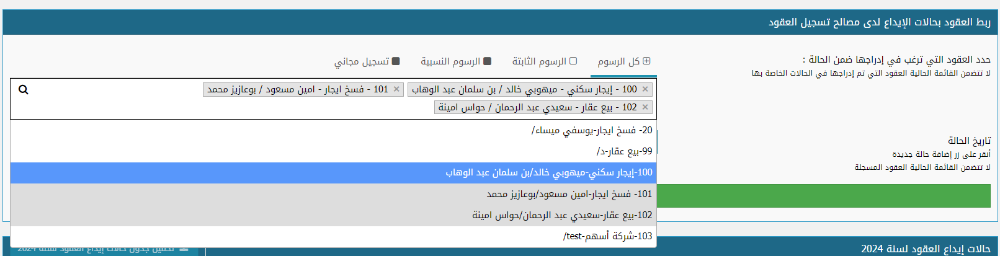 ربط العقود بحالات الإيداع لدى مصالح تسجيل العقود
حدد العقود التي ترغب في إدراجها ضمن الحالة :
لا تتضمن القائمة الحالية العقود التي تم إدراجها في الحالات الخاصة بها
كل الرسوم الرسوم الثابتة الرسوم النسبية تسجيل مجاني
× 100 - إيجار سكني - ميهوبي خالد / بن سلمان عبد الوهاب × 101 - فسخ ايجار - امين مسعود / بوعازيز محمد
× 102 - بيع عقار - سعيدي عبد الرحمان / حواس امينة
20- فسخ ايجار-يوسفي ميساء/
99-بيع عقار-د/
100-إيجار سكني-ميهوبي خالد/بن سلمان عبد الوهاب
101- فسخ ايجار-امين مسعود/بوعازيز محمد
102-بيع عقار-سعيدي عبد الرحمان/حواس امينة
103-شركة أسهم-test/
تاريخ الحالة
أنقر على زر إضافة حالة جديدة
لا تتضمن القائمة الحالية العقود المسجلة
حالات إيداع العقود لسنة 2024
تحميل جدول حالات إيداع العقود لسنة 2024